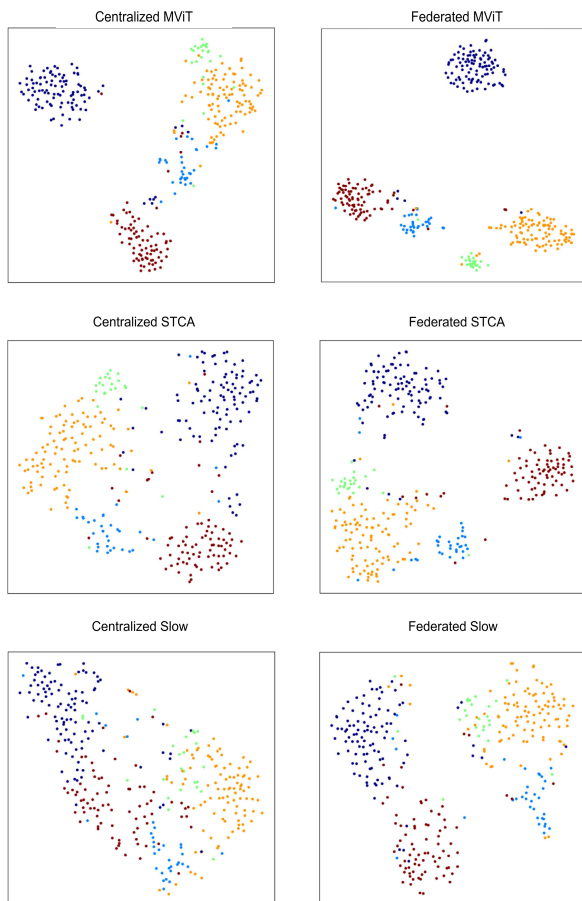 Centralized MViT
Federated MViT
Centralized STCA
Federated STCA
Centralized Slow
Federated Slow